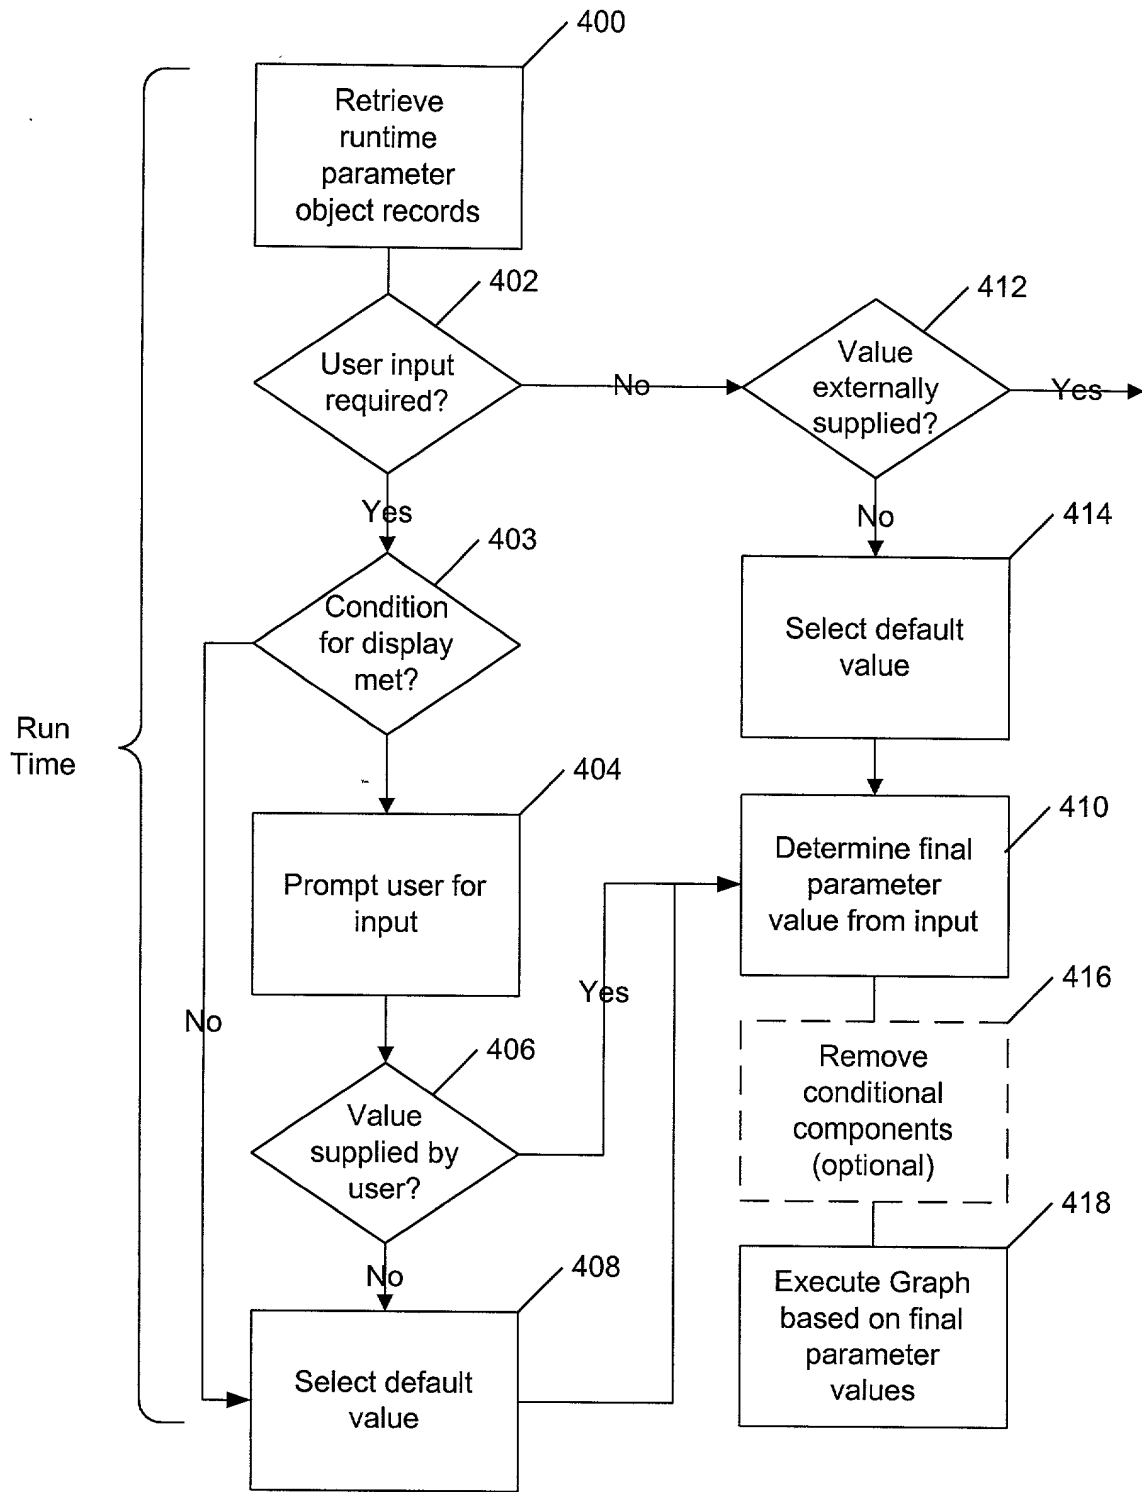 400
Retrieve
runtime
parameter
object records
402
User input
required?
No
412
Value
externally
supplied?
Yes
Yes
No
403
Condition
for display
met?
414
Select default
value
Run
Time
404
Prompt user for
input
410
Determine final
parameter
value from input
No
Yes
416
Remove
conditional
components
(optional)
406
Value
supplied by
user?
No
418
Execute Graph
based on final
parameter
values
408
Select default
value